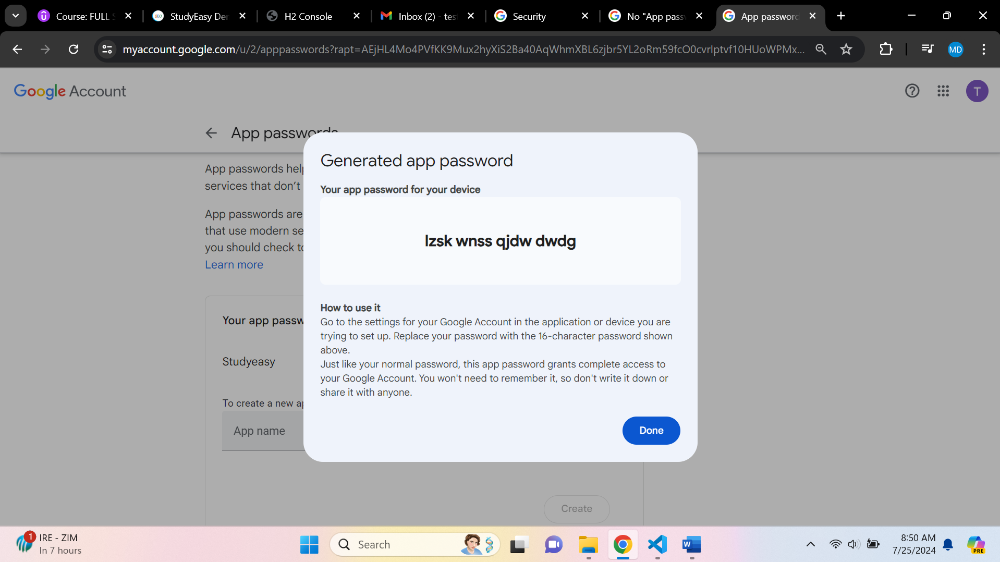 Course: FULL S
StudyEasy Der
H2 Console
Inbox (2) - test
Security
No "App passw
App password
myaccount.google.com/u/2/apppasswords?rapt=AEjHL4Mo4PVfKK9Mux2hyXiS2Ba40AqWhmXBL6zjbr5YL2oRm59fcO0cvrIptvf10HUoWPMx...
MD
Google Account
T
App passwords
App passwords help
services that don't
App passwords are
that use modern se
you should check to
Learn more
Your app passw
Studyeasy
To create a new ap
App name
Create
Generated app password
Your app password for your device
lzsk wnss qjdw dwdg
How to use it
Go to the settings for your Google Account in the application or device you are
trying to set up. Replace your password with the 16-character password shown
above.
Just like your normal password, this app password grants complete access to
your Google Account. You won't need to remember it, so don't write it down or
share it with anyone.
Done
1
IRE - ZIM
In 7 hours
Search
8:50 AM
7/25/2024
PRE